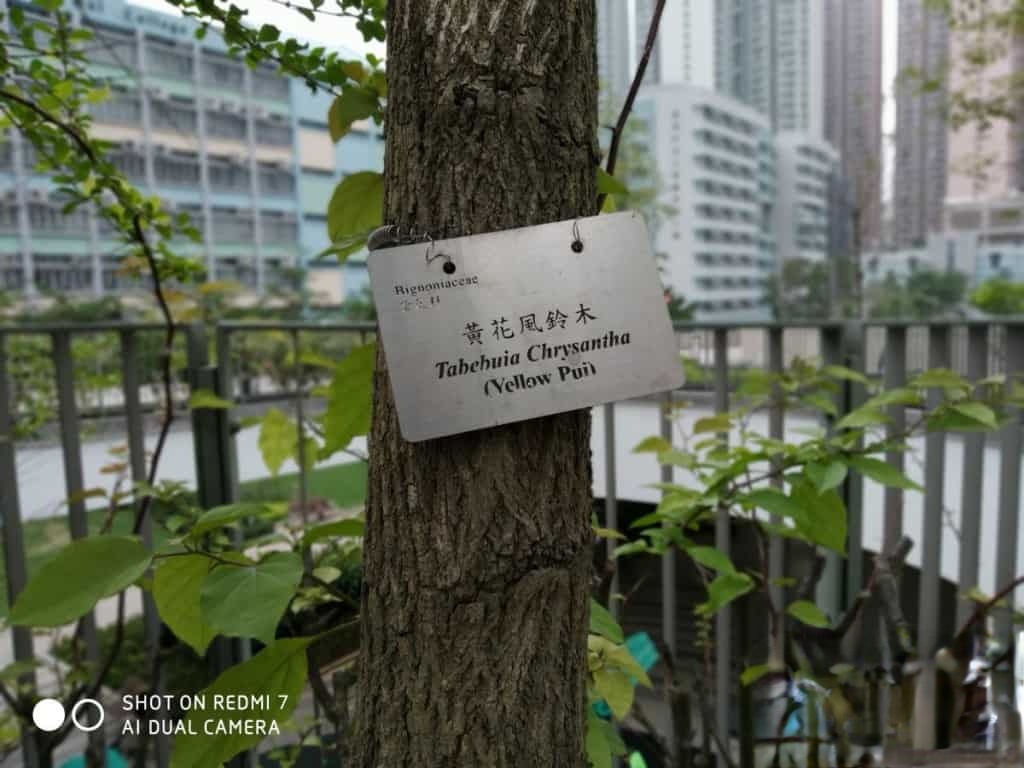 Bignoniaceae
黃花風鈴木
Tabebuia Chrysantha
(Yellow Pui)
SHOT ON REDMI 7
AI DUAL CAMERA